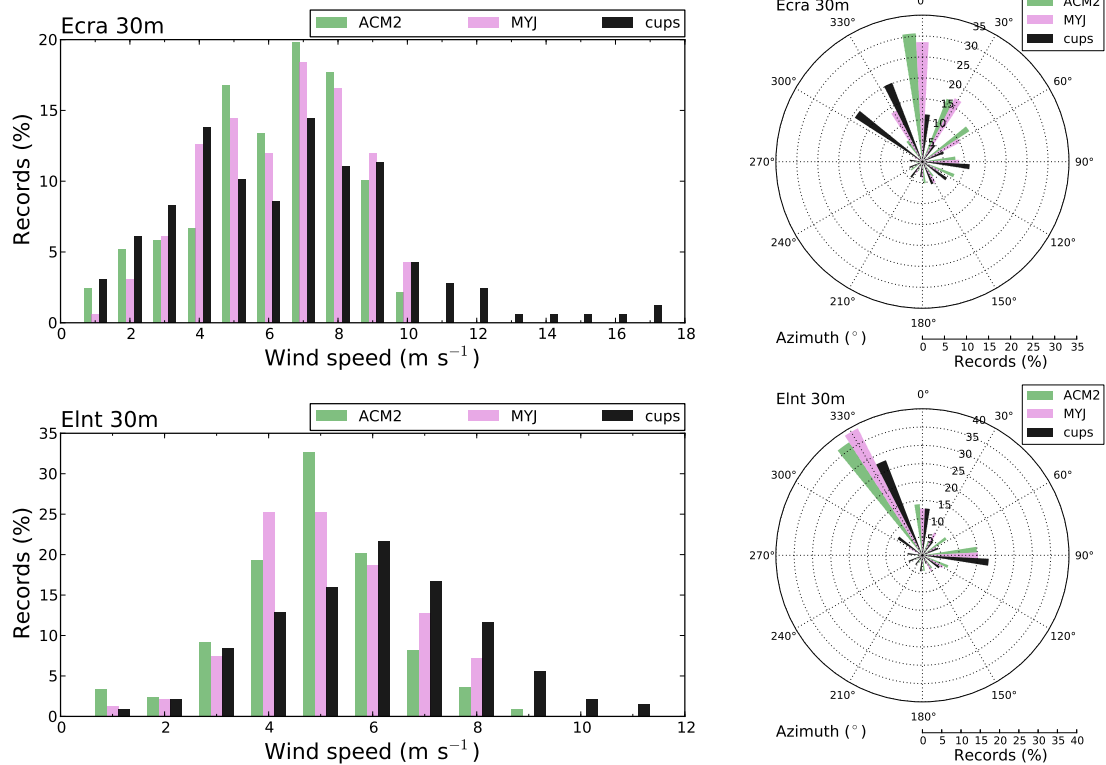 Ecra 30m
ACM2 MYJ cups
20
15
10
5
0
Records (%)
0 2 4 6 8 10 12 14 16 18
Wind speed (m s⁻¹)
Ecra 30m
ACM2
MYJ
cups
0°
30°
60°
90°
120°
150°
180°
210°
240°
270°
300°
330°
5
10
15
20
25
30
35
Azimuth (°)
0 5 10 15 20 25 30 35
Records (%)
Elnt 30m
ACM2 MYJ cups
35
30
25
20
15
10
5
0
Records (%)
0 2 4 6 8 10 12
Wind speed (m s⁻¹)
Elnt 30m
ACM2
MYJ
cups
0°
30°
60°
90°
120°
150°
180°
210°
240°
270°
300°
330°
5
10
15
20
25
30
35
40
Azimuth (°)
0 5 10 15 20 25 30 35 40
Records (%)